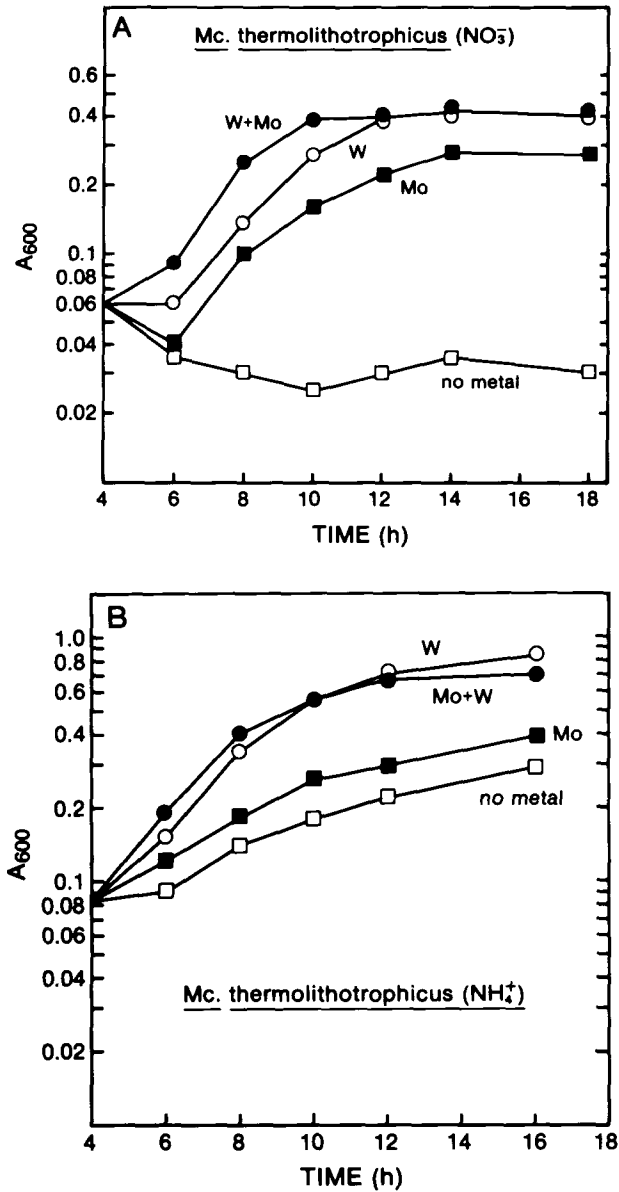 A
Mc. thermolithotrophicus (NO₃⁻)
0.6
0.4
0.2
0.1
0.08
0.06
0.04
0.02
A600
W+Mo
W
Mo
no metal
4 6 8 10 12 14 16 18
TIME (h)
B
1.0
0.8
0.6
0.4
0.2
0.1
0.08
0.06
0.04
0.02
A600
W
Mo+W
Mo
no metal
Mc. thermolithotrophicus (NH₄⁺)
4 6 8 10 12 14 16 18
TIME (h)